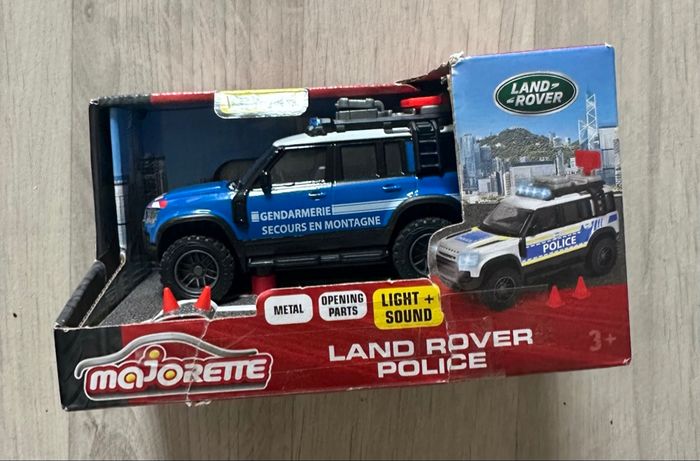 LAND
ROVER
GENDARMERIE
SECOURS EN MONTAGNE
POLICE
METAL
OPENING
PARTS
LIGHT +
SOUND
majorette
LAND ROVER
POLICE
3+